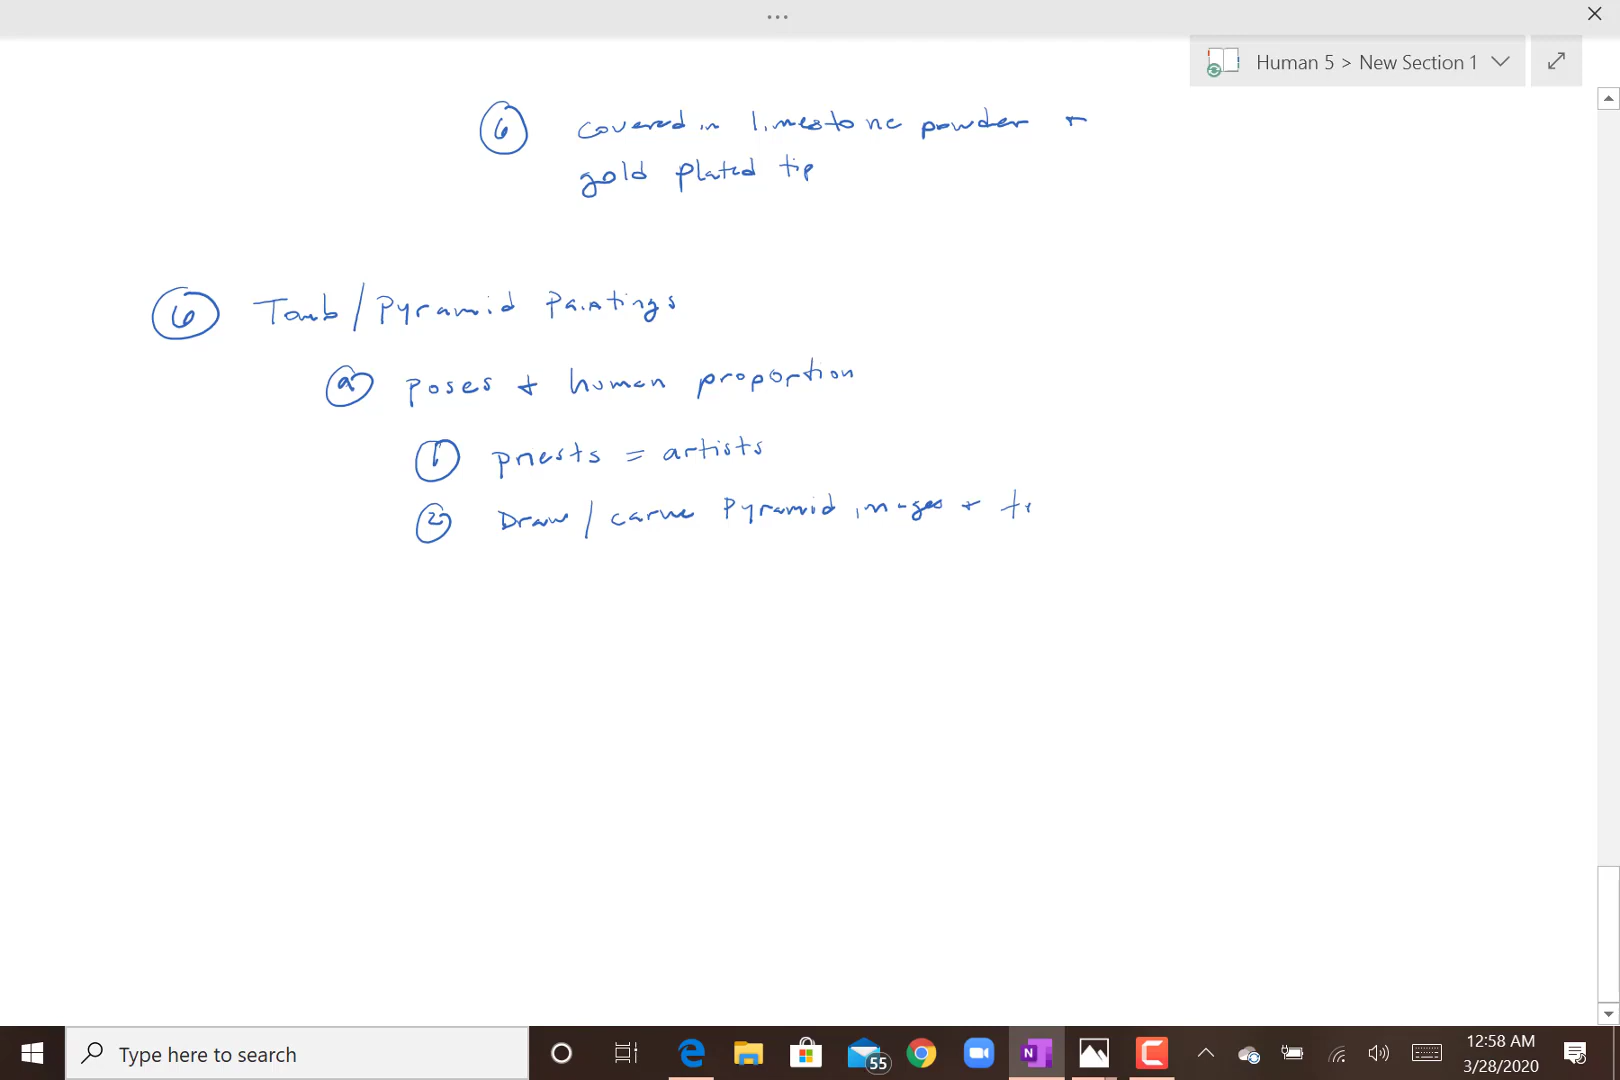 Human 5 > New Section 1
6 covered in limestone powder +
gold plated tip
6 Tomb/Pyramid Paintings
a poses + human proportion
1 priests = artists
2 Draw/carve Pyramid images +
Type here to search
55
12:58 AM
3/28/2020